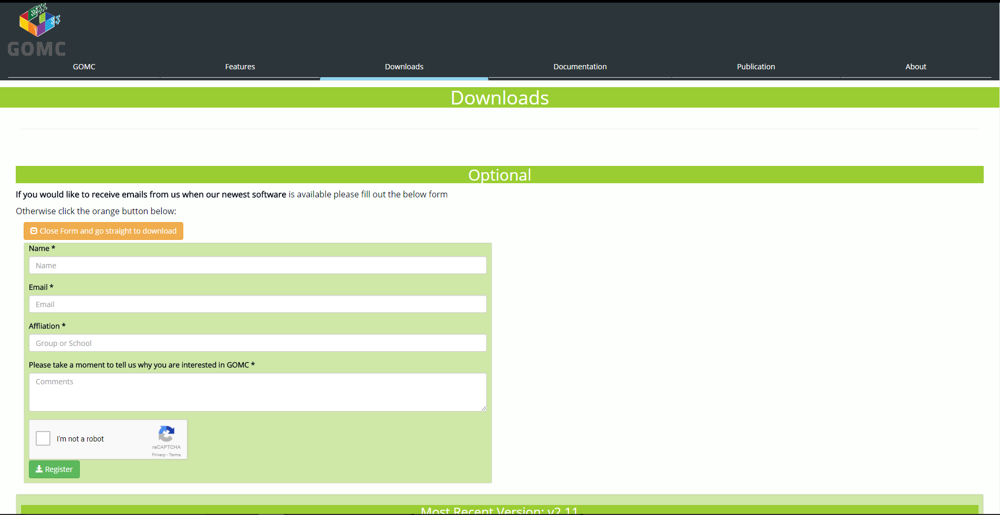 GOMC
GOMC Features Downloads Documentation Publication About
Downloads
Optional
If you would like to receive emails from us when our newest software is available please fill out the below form
Otherwise click the orange button below:
Close Form and go straight to download
Name *
Name
Email *
Email
Affliation *
Group or School
Please take a moment to tell us why you are interested in GOMC *
Comments
I'm not a robot
reCAPTCHA
Privacy - Terms
Register
Most Recent Version: v2.11